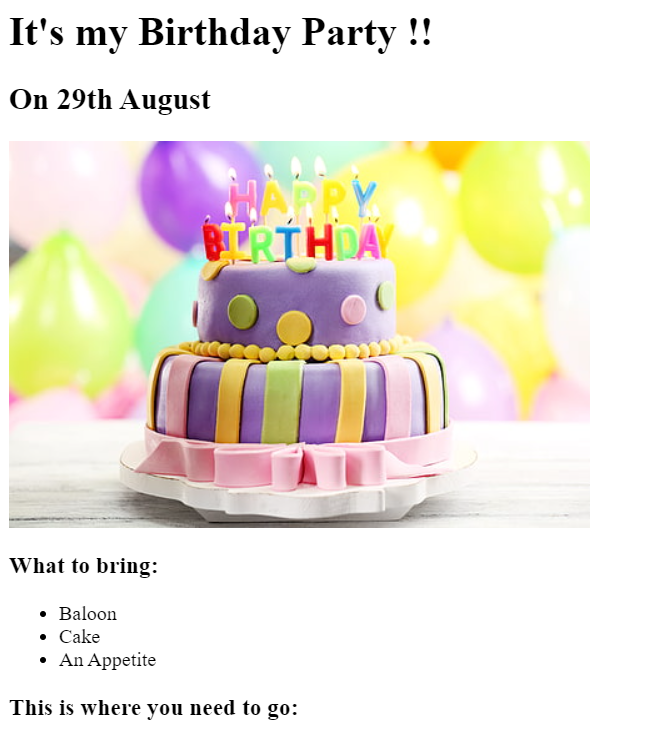 It's my Birthday Party !!
On 29th August
HAPPY
BIRTHDAY
What to bring:
Baloon
Cake
An Appetite
This is where you need to go: